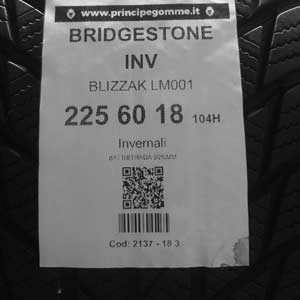 www.principegomme.it
BRIDGESTONE
INV
BLIZZAK LM001
225 60 18 104H
Invernali
Cod: 2137 - 18 3